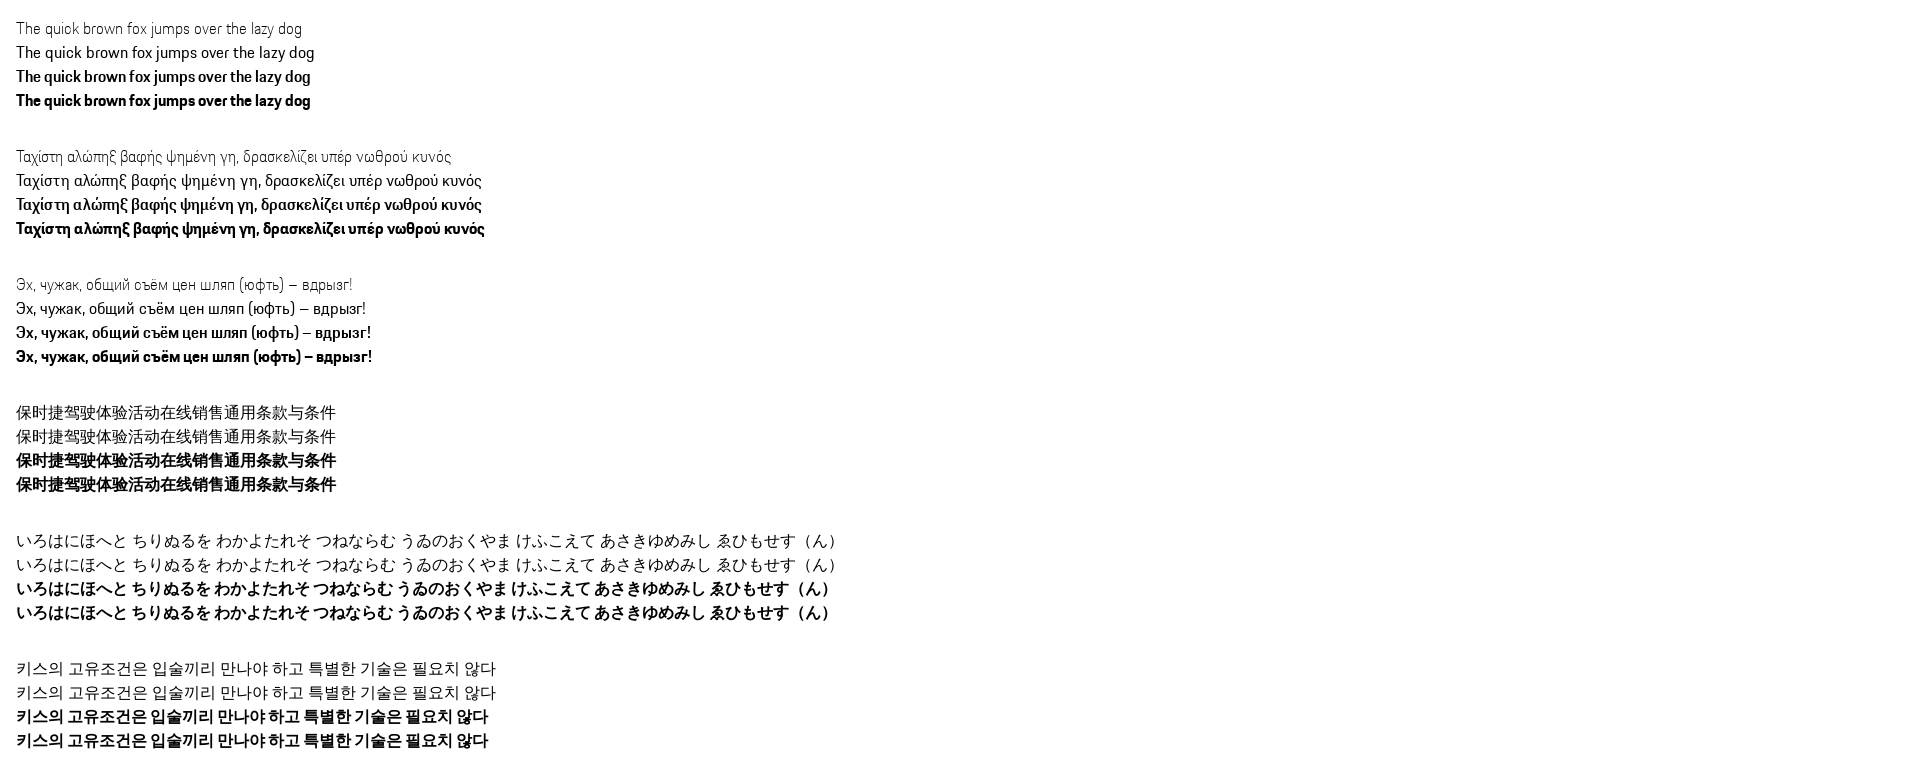 The quick brown fox jumps over the lazy dog
The quick brown fox jumps over the lazy dog
The quick brown fox jumps over the lazy dog
The quick brown fox jumps over the lazy dog
Ταχίστη αλώπηξ βαφής ψημένη γη, δρασκελίζει υπέρ νωθρού κυνός
Ταχίστη αλώπηξ βαφής ψημένη γη, δρασκελίζει υπέρ νωθρού κυνός
Ταχίστη αλώπηξ βαφής ψημένη γη, δρασκελίζει υπέρ νωθρού κυνός
Ταχίστη αλώπηξ βαφής ψημένη γη, δρασκελίζει υπέρ νωθρού κυνός
Эх, чужак, общий съём цен шляп (юфть) – вдрызг!
Эх, чужак, общий съём цен шляп (юфть) – вдрызг!
Эх, чужак, общий съём цен шляп (юфть) – вдрызг!
Эх, чужак, общий съём цен шляп (юфть) – вдрызг!
保时捷驾驶体验活动在线销售通用条款与条件
保时捷驾驶体验活动在线销售通用条款与条件
保时捷驾驶体验活动在线销售通用条款与条件
保时捷驾驶体验活动在线销售通用条款与条件
いろはにほへと ちりぬるを わかよたれそ つねならむ うゐのおくやま けふこえて あさきゆめみし ゑひもせす（ん）
いろはにほへと ちりぬるを わかよたれそ つねならむ うゐのおくやま けふこえて あさきゆめみし ゑひもせす（ん）
いろはにほへと ちりぬるを わかよたれそ つねならむ うゐのおくやま けふこえて あさきゆめみし ゑひもせす（ん）
いろはにほへと ちりぬるを わかよたれそ つねならむ うゐのおくやま けふこえて あさきゆめみし ゑひもせす（ん）
키스의 고유조건은 입술끼리 만나야 하고 특별한 기술은 필요치 않다
키스의 고유조건은 입술끼리 만나야 하고 특별한 기술은 필요치 않다
키스의 고유조건은 입술끼리 만나야 하고 특별한 기술은 필요치 않다
키스의 고유조건은 입술끼리 만나야 하고 특별한 기술은 필요치 않다